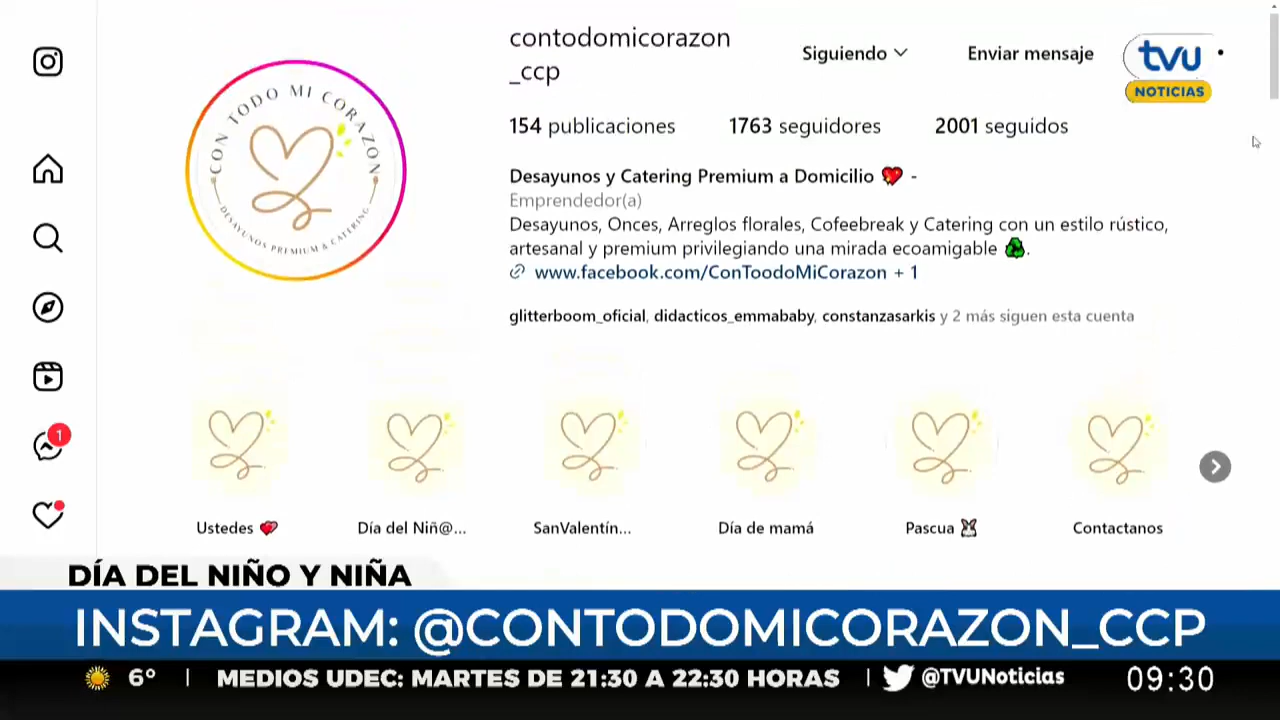 contodomicorazon
_ccp
Siguiendo
Enviar mensaje
tvu
NOTICIAS
154 publicaciones
1763 seguidores
2001 seguidos
CON TODO MI CORAZÓN
DESAYUNOS PREMIUM & CATERING
Desayunos y Catering Premium a Domicilio 💖 -
Emprendedor(a)
Desayunos, Onces, Arreglos florales, Cofeebreak y Catering con un estilo rústico,
artesanal y premium privilegiando una mirada ecoamigable ♻.
www.facebook.com/ConToodoMiCorazon + 1
glitterboom_oficial, didacticos_emmababy, constanzasarkis y 2 más siguen esta cuenta
1
Ustedes 💖
Día del Niñ@...
SanValentín...
Día de mamá
Pascua 🐰
Contactanos
DÍA DEL NIÑO Y NIÑA
INSTAGRAM: @CONTODOMICORAZON_CCP
6° | MEDIOS UDEC: MARTES DE 21:30 A 22:30 HORAS | @TVUNoticias
09:30